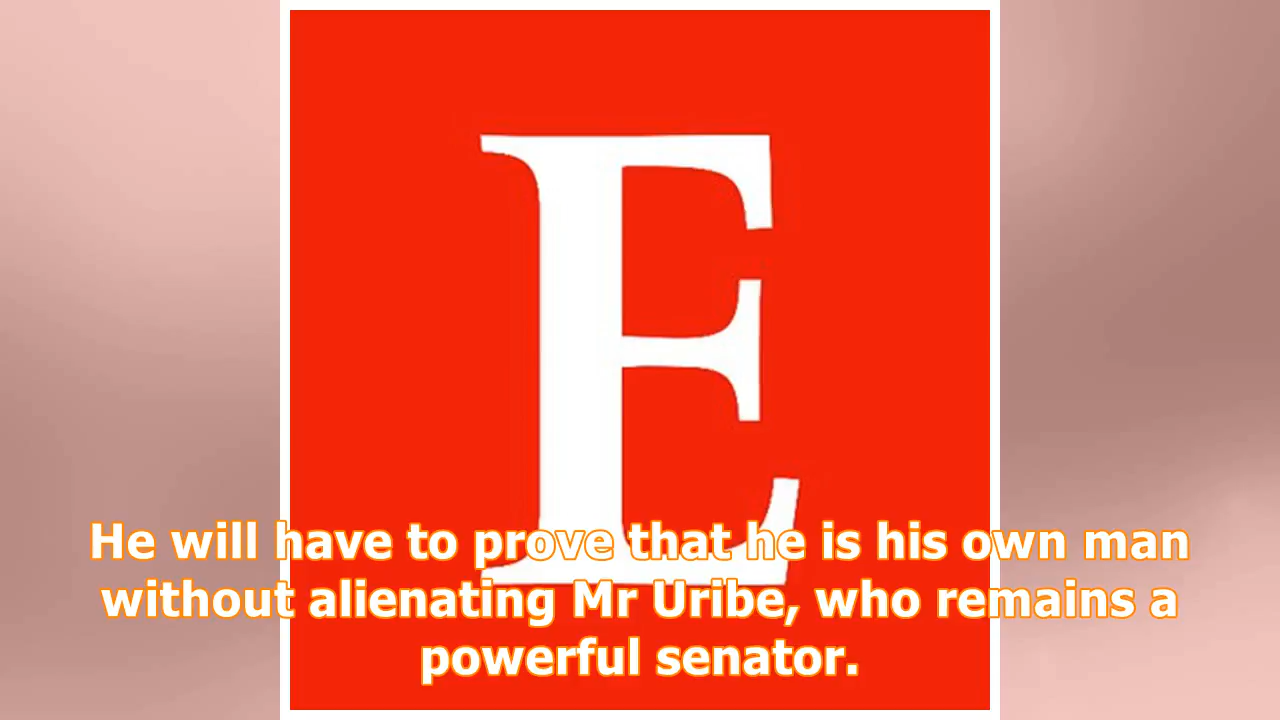 E
He will have to prove that he is his own man
without alienating Mr Uribe, who remains a
powerful senator.